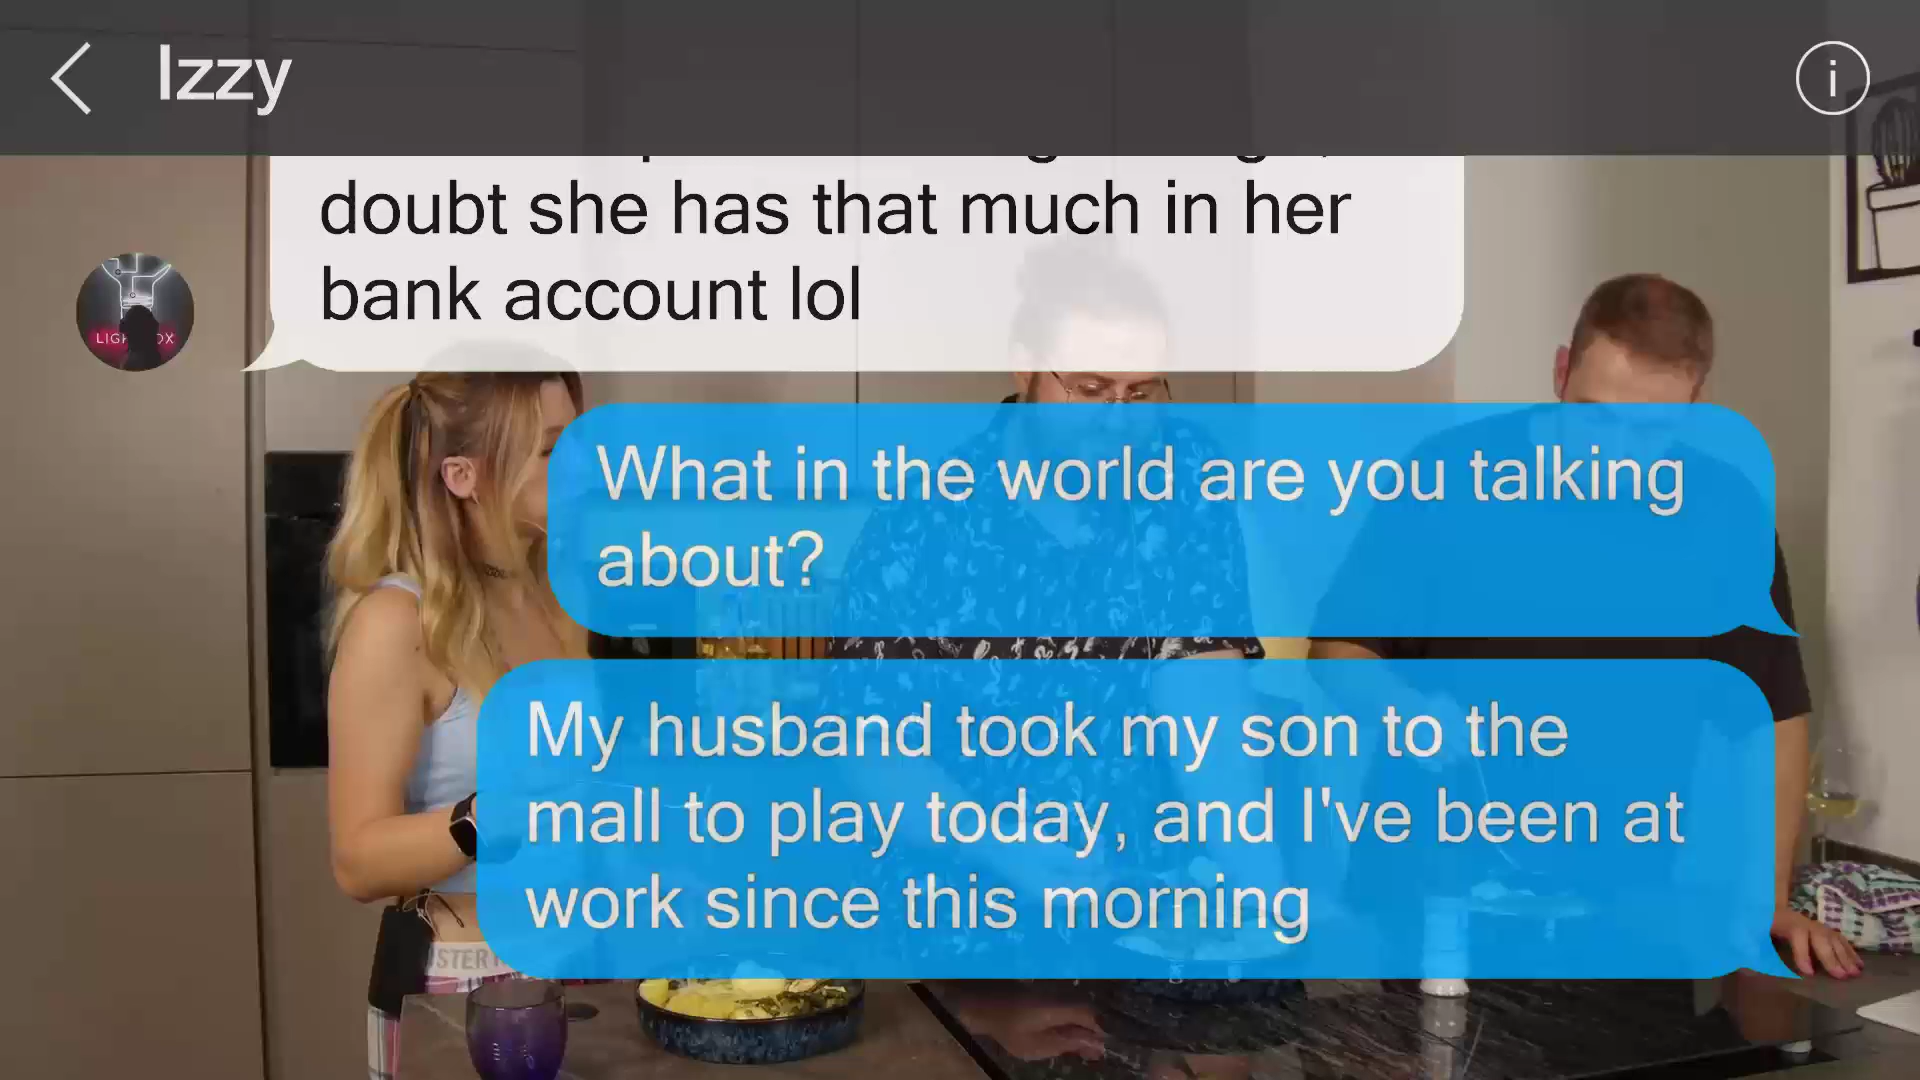 Izzy
i
doubt she has that much in her
bank account lol
What in the world are you talking
about?
My husband took my son to the
mall to play today, and I've been at
work since this morning